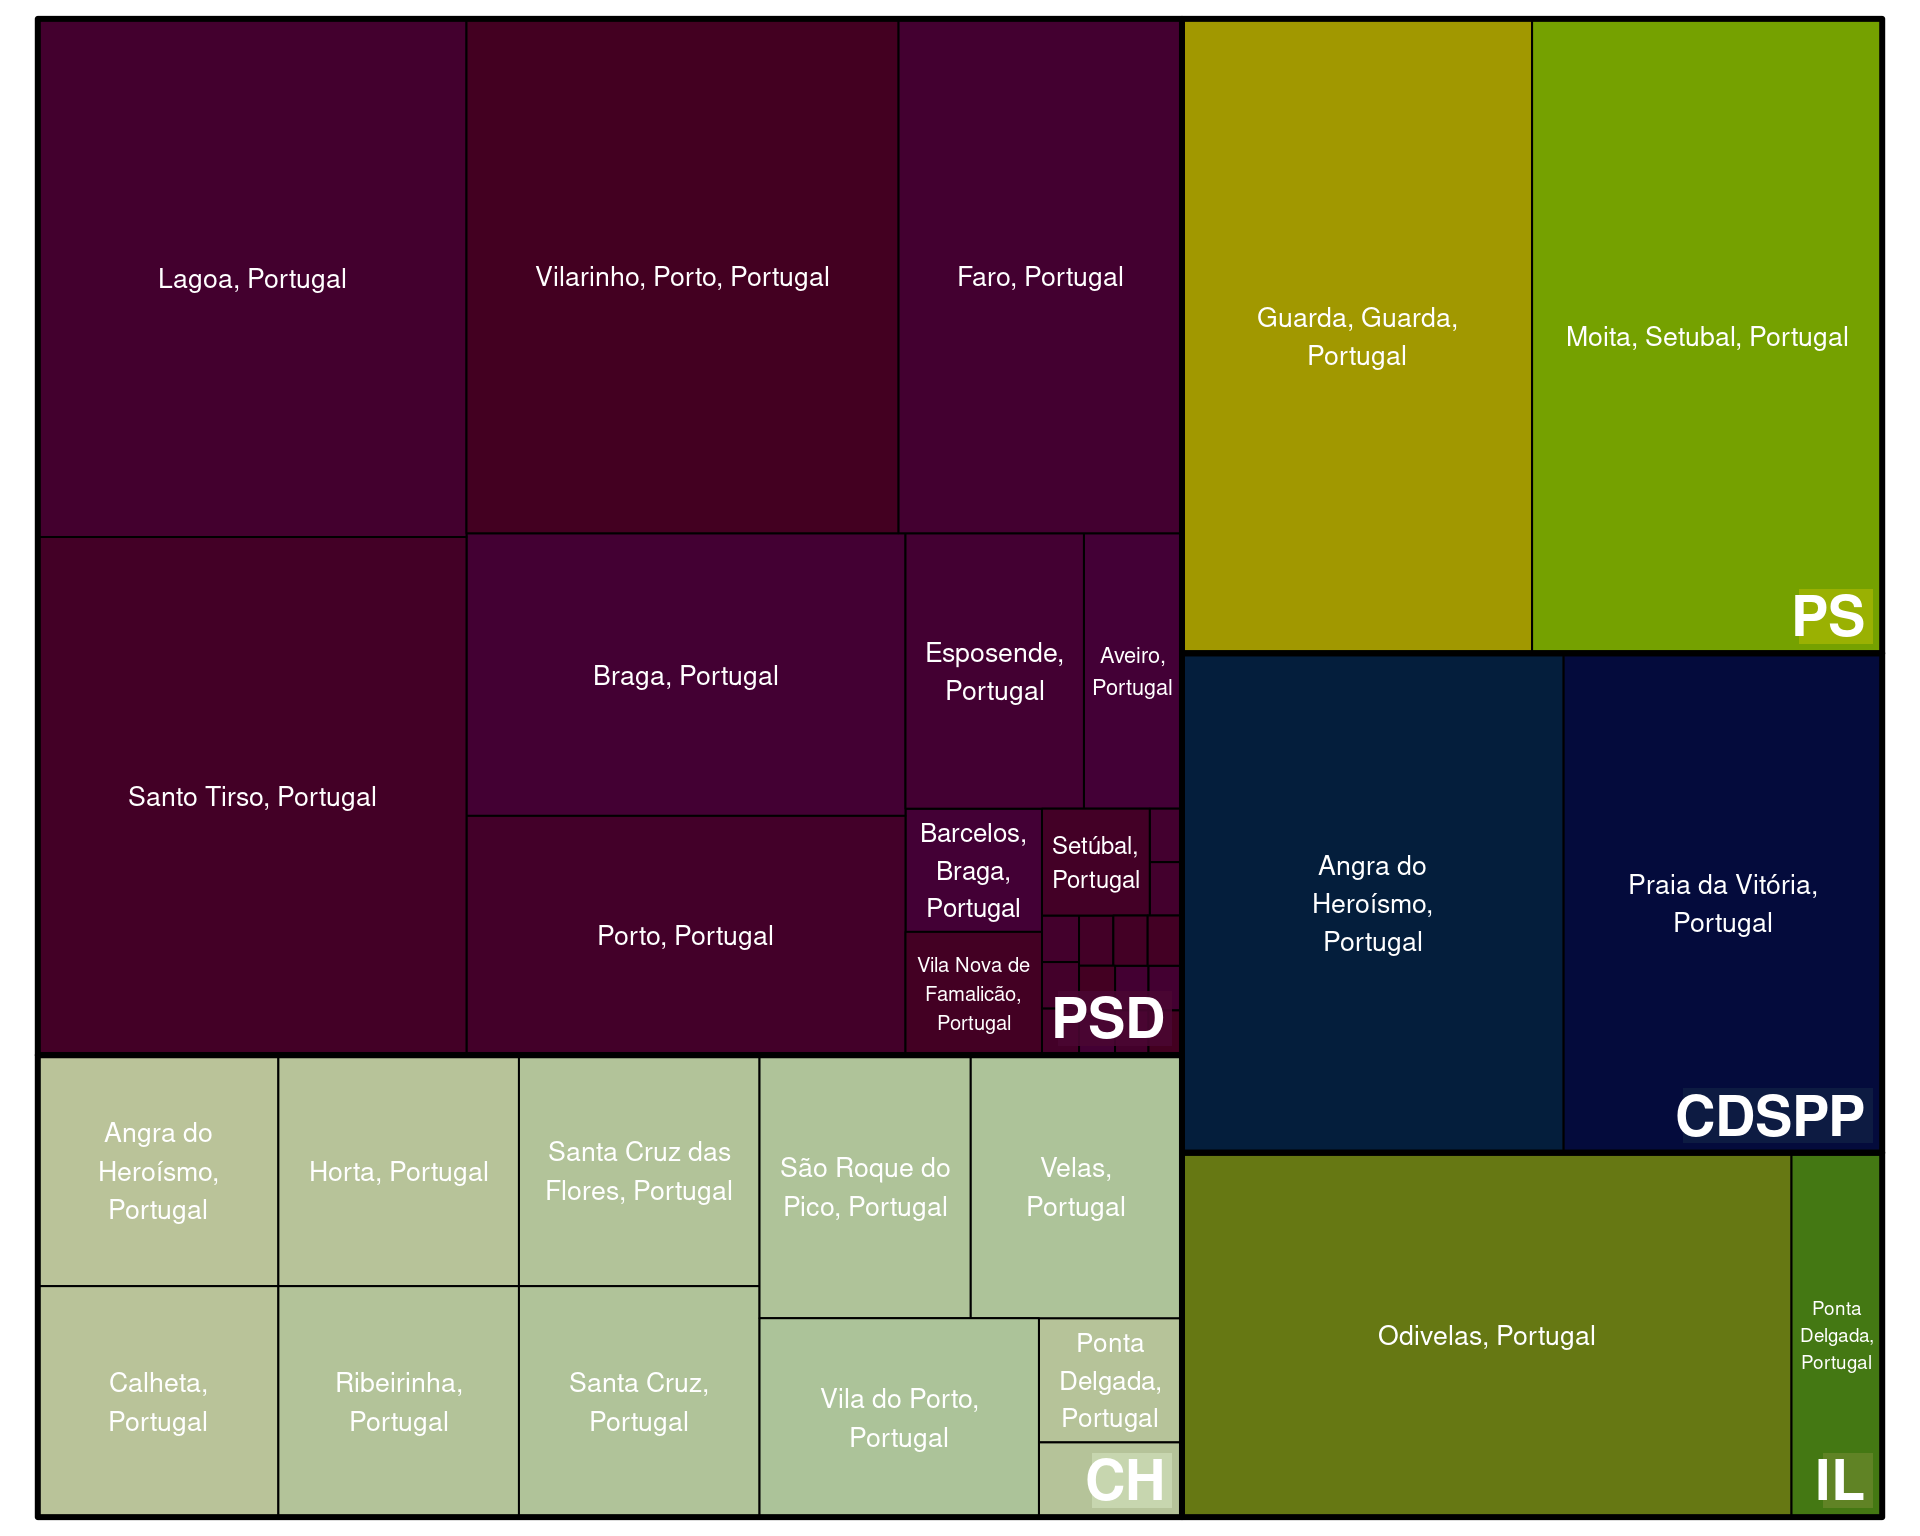 Lagoa, Portugal
Vilarinho, Porto, Portugal
Faro, Portugal
Santo Tirso, Portugal
Braga, Portugal
Esposende,
Portugal
Aveiro,
Portugal
Porto, Portugal
Barcelos,
Braga,
Portugal
Setúbal,
Portugal
Vila Nova de
Famalicão,
Portugal
PSD
Guarda, Guarda,
Portugal
Moita, Setubal, Portugal
PS
Angra do
Heroísmo,
Portugal
Praia da Vitória,
Portugal
CDSPP
Angra do
Heroísmo,
Portugal
Horta, Portugal
Santa Cruz das
Flores, Portugal
São Roque do
Pico, Portugal
Velas,
Portugal
Calheta,
Portugal
Ribeirinha,
Portugal
Santa Cruz,
Portugal
Vila do Porto,
Portugal
Ponta
Delgada,
Portugal
CH
Odivelas, Portugal
Ponta
Delgada,
Portugal
IL